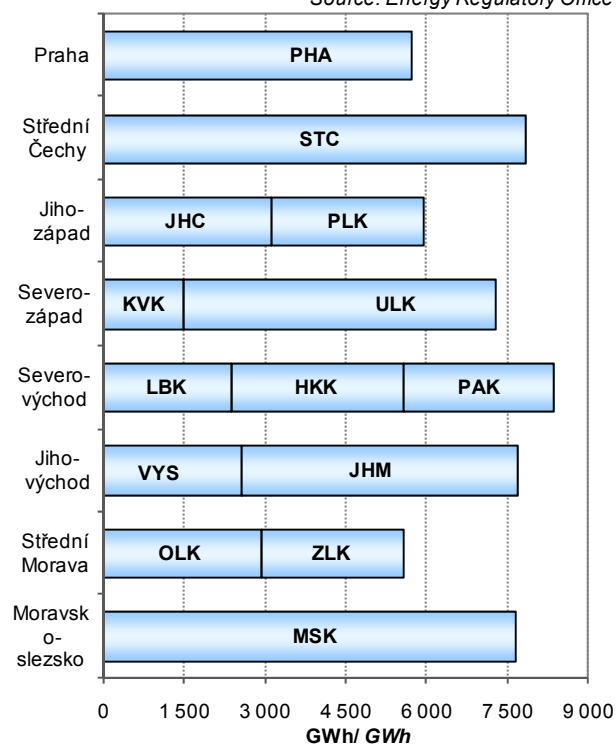 Source: Energy Regulatory Office
Praha
PHA
Střední
Čechy
STC
Jiho-
západ
JHC PLK
Severo-
západ
KVK ULK
Severo-
východ
LBK HKK PAK
Jiho-
východ
VYS JHM
Střední
Morava
OLK ZLK
Moravsk
o-
slezsko
MSK
0 1 500 3 000 4 500 6 000 7 500 9 000
GWh/ GWh